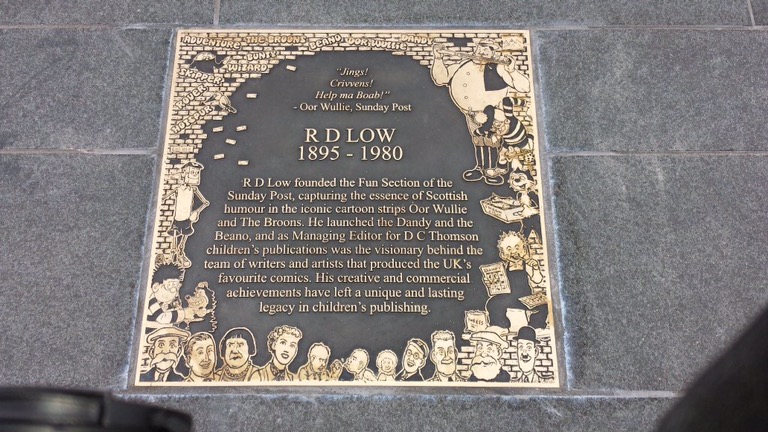 ADVENTURE THE BROONS BEANO OOR WULLIE DANDY
BUNTY
WIZARD
SKIPPER
ROVER
HOTSPUR
“Jings!
Crivvens!
Help ma Boab!”
- Oor Wullie, Sunday Post
R D LOW
1895 - 1980
R D Low founded the Fun Section of the
Sunday Post, capturing the essence of Scottish
humour in the iconic cartoon strips Oor Wullie
and The Broons. He launched the Dandy and the
Beano, and as Managing Editor for D C Thomson
children’s publications was the visionary behind the
team of writers and artists that produced the UK’s
favourite comics. His creative and commercial
achievements have left a unique and lasting
legacy in children’s publishing.